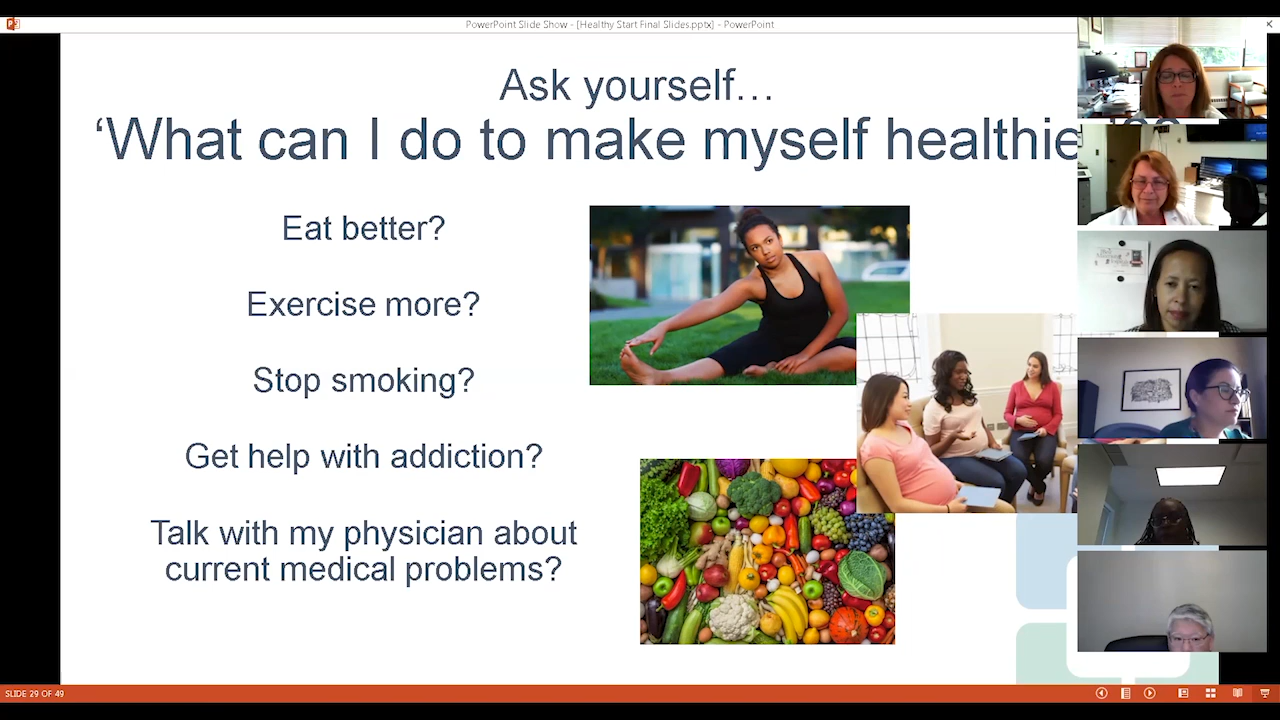 PowerPoint Slide Show - [Healthy Start Final Slides.pptx] - PowerPoint
Ask yourself…
‘What can I do to make myself healthie
Eat better?
Exercise more?
Stop smoking?
Get help with addiction?
Talk with my physician about
current medical problems?
SLIDE 29 OF 49